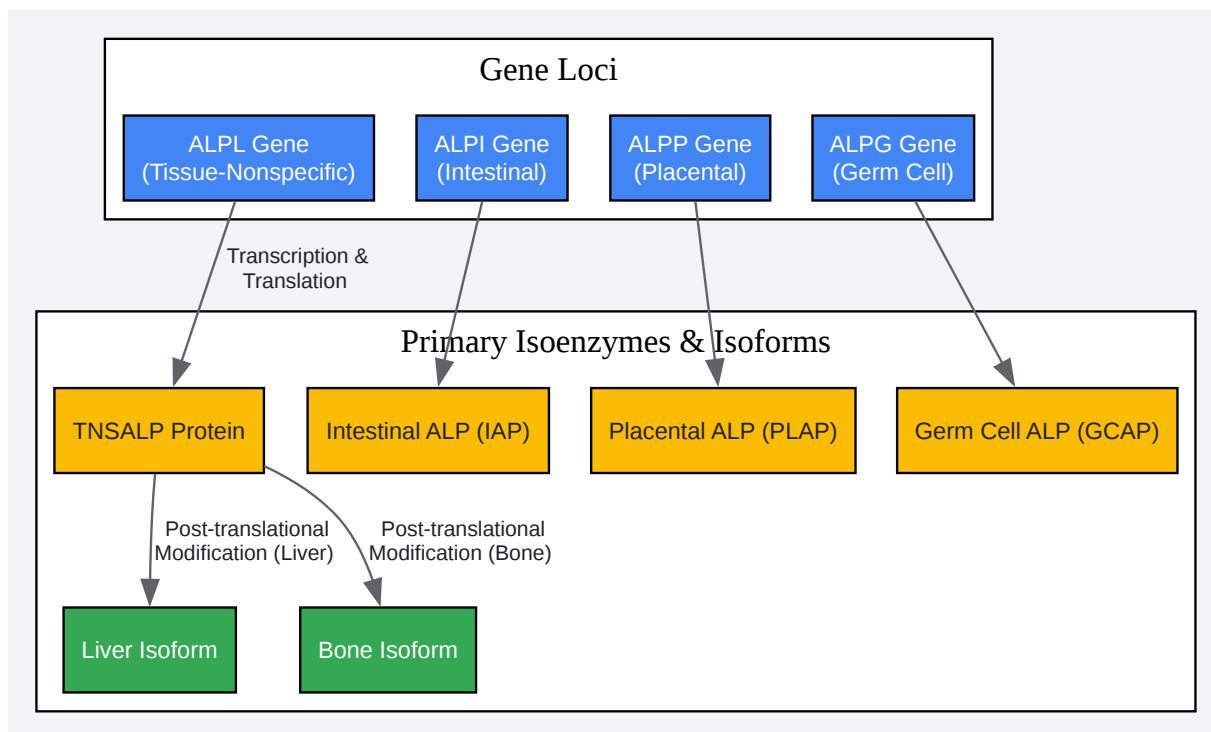 Gene Loci
ALPL Gene
(Tissue-Nonspecific)
ALPI Gene
(Intestinal)
ALPP Gene
(Placental)
ALPG Gene
(Germ Cell)
Transcription &
Translation
Primary Isoenzymes & Isoforms
TNSALP Protein
Intestinal ALP (IAP)
Placental ALP (PLAP)
Germ Cell ALP (GCAP)
Post-translational
Modification (Liver)
Post-translational
Modification (Bone)
Liver Isoform
Bone Isoform